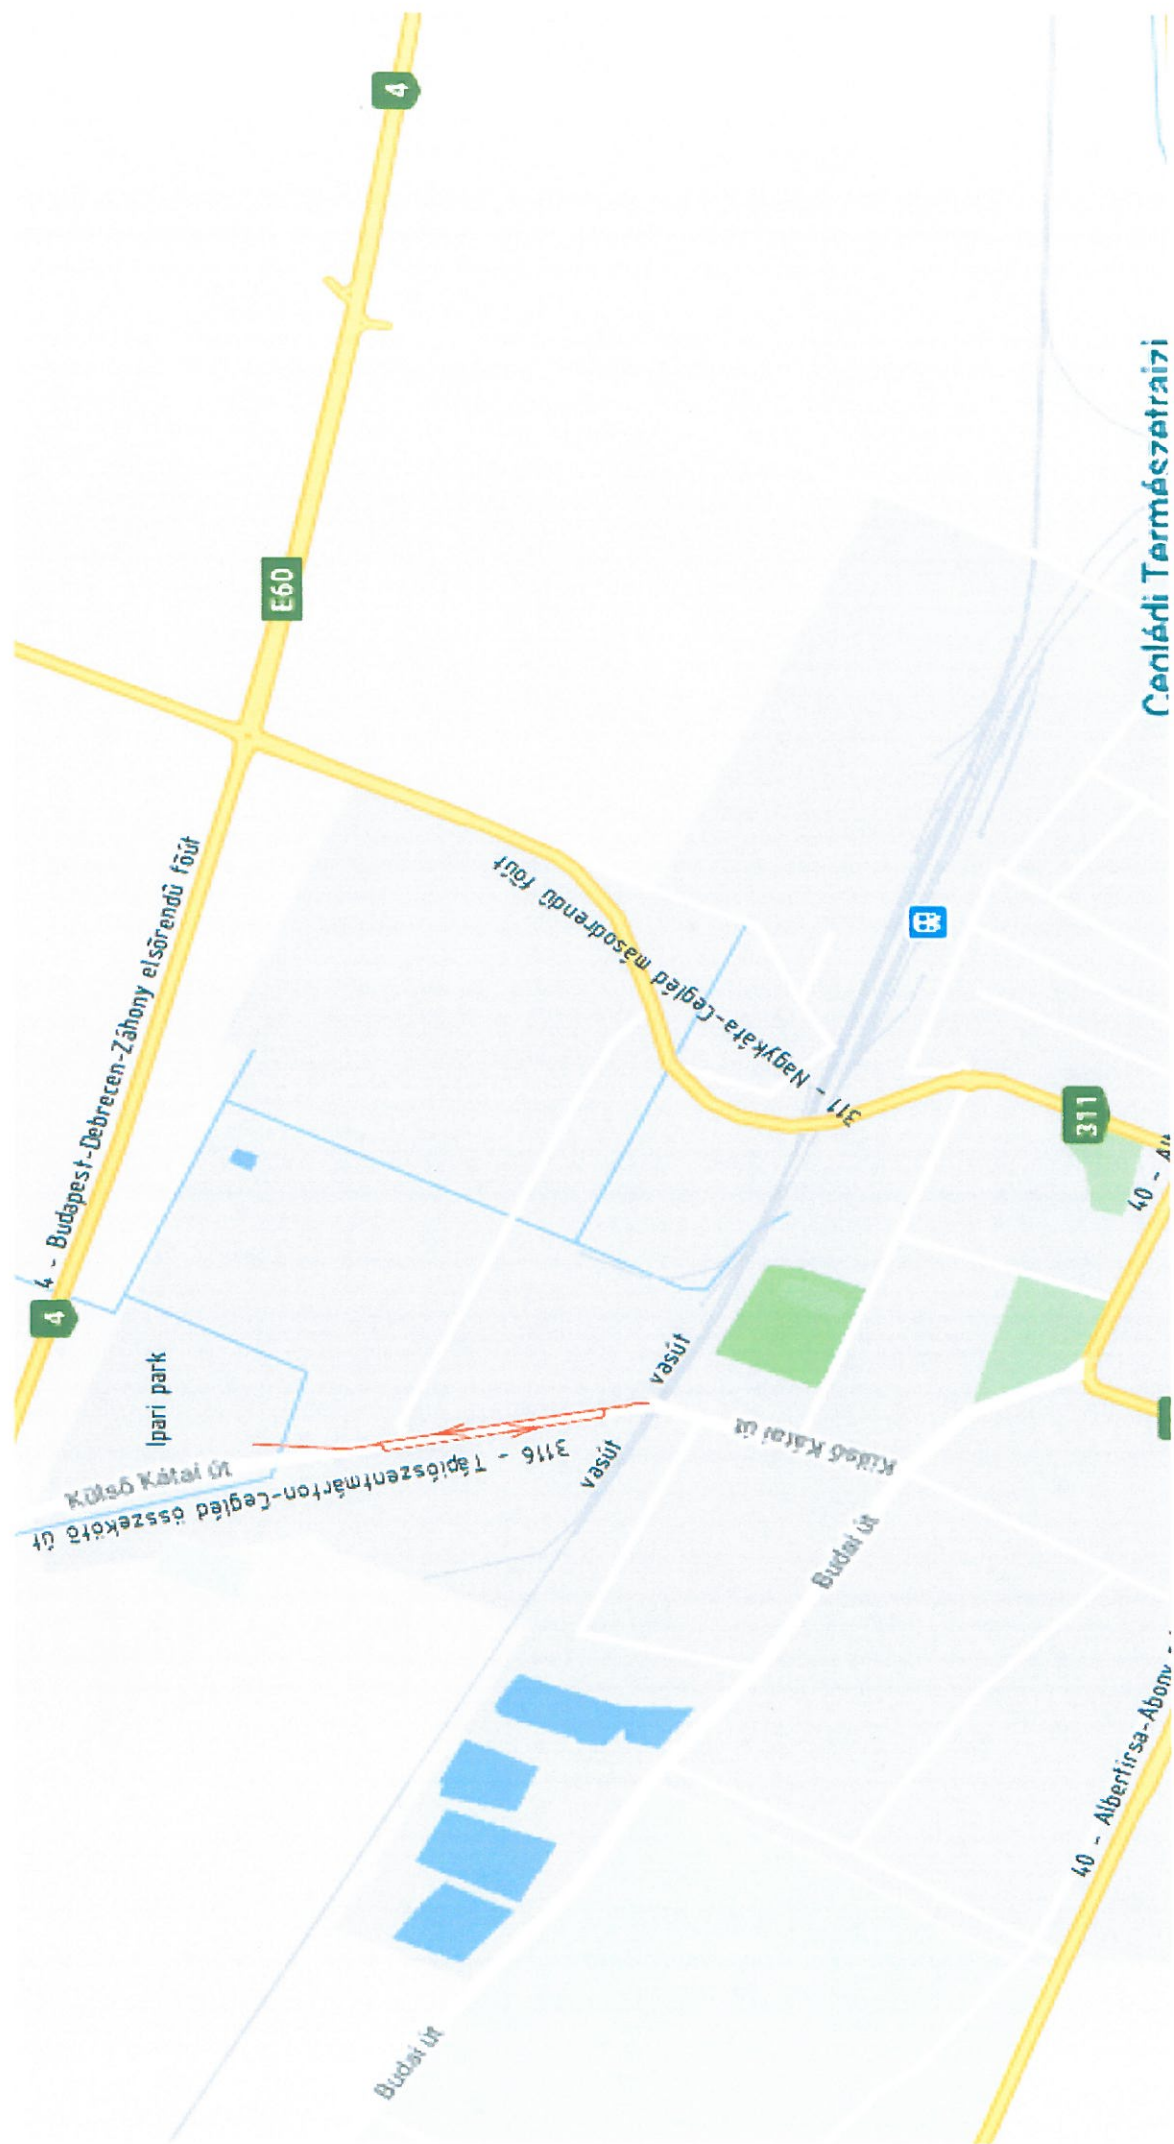 4
E60
4 - Budapest-Debrecen-Záhony elsőrendű főút
4
Ipari park
Külső Kátai út
3116 - Tápiószentmárton-Cegléd összekötő út
311 - Nagykáta-Cegléd másodrendű főút
vasút
vasút
Külső Kátai út
Budai út
Budai út
311
40 - Al
40 - Albertirsa-Abony
Ceglédi Természetrajzi